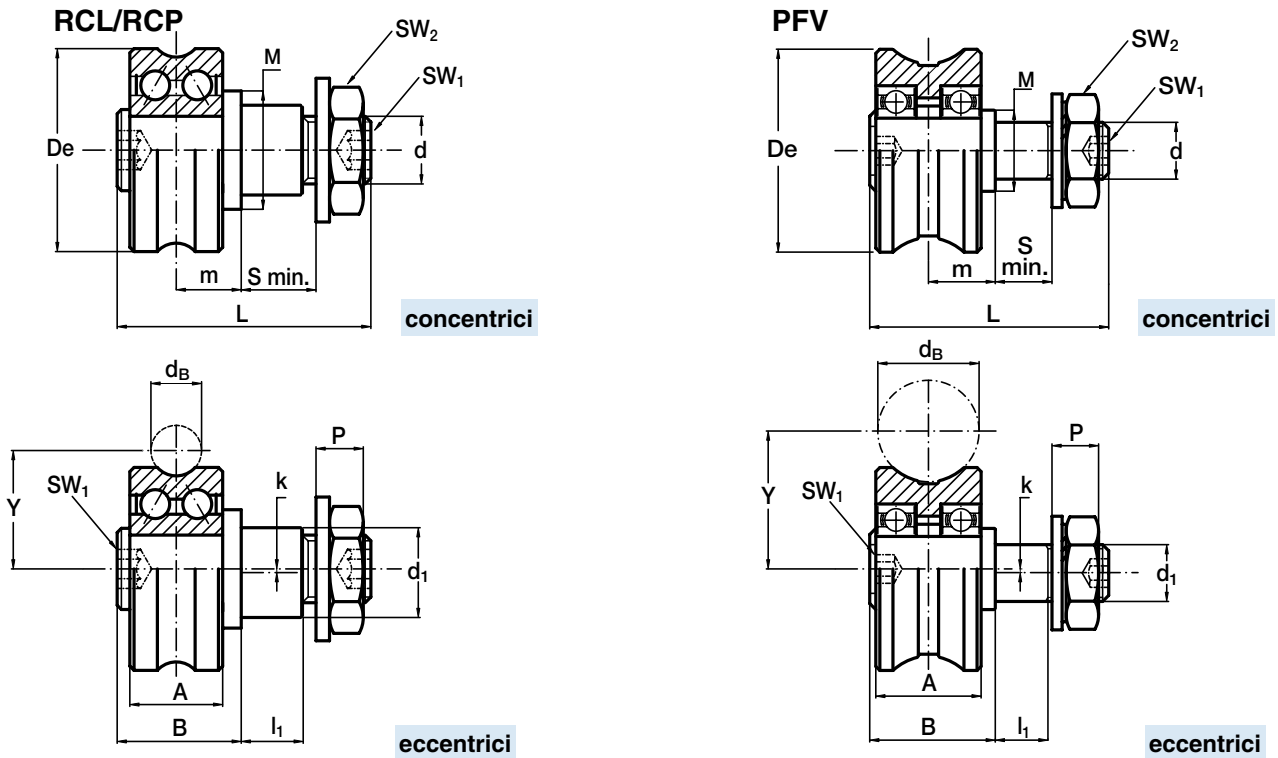 RCL/RCP
SW₂
M
SW₁
De
d
m
S min.
L
concentrici
PFV
SW₂
M
SW₁
De
d
m
S
min.
L
concentrici
dB
P
k
SW₁
Y
d₁
A
B
l₁
eccentrici
dB
P
k
SW₁
Y
d₁
A
B
l₁
eccentrici